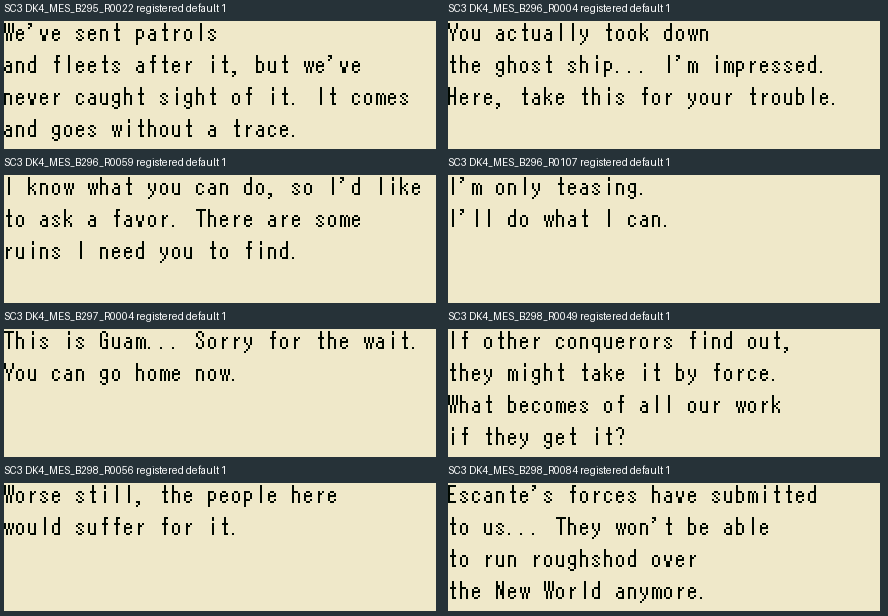 SC3 DK4_MES_B295_R0022 registered default 1
We've sent patrols
and fleets after it, but we've
never caught sight of it. It comes
and goes without a trace.
SC3 DK4_MES_B296_R0004 registered default 1
You actually took down
the ghost ship... I'm impressed.
Here, take this for your trouble.
SC3 DK4_MES_B296_R0059 registered default 1
I know what you can do, so I'd like
to ask a favor. There are some
ruins I need you to find.
SC3 DK4_MES_B296_R0107 registered default 1
I'm only teasing.
I'll do what I can.
SC3 DK4_MES_B297_R0004 registered default 1
This is Guam... Sorry for the wait.
You can go home now.
SC3 DK4_MES_B298_R0049 registered default 1
If other conquerors find out,
they might take it by force.
What becomes of all our work
if they get it?
SC3 DK4_MES_B298_R0056 registered default 1
Worse still, the people here
would suffer for it.
SC3 DK4_MES_B298_R0084 registered default 1
Escante's forces have submitted
to us... They won't be able
to run roughshod over
the New World anymore.